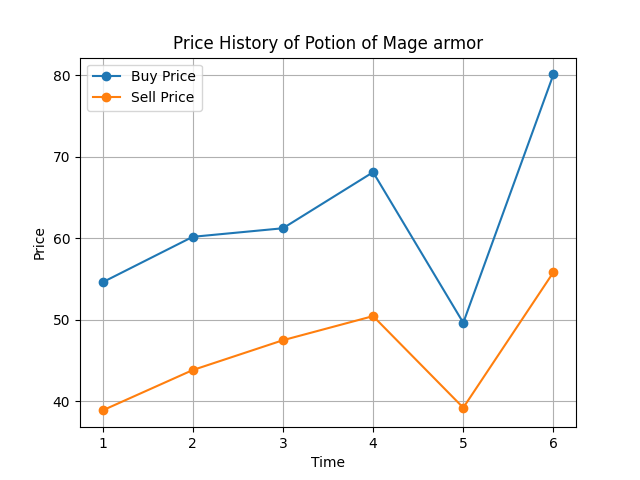 Price History of Potion of Mage armor
Buy Price
Sell Price
80
70
60
50
40
Price
1 2 3 4 5 6
Time